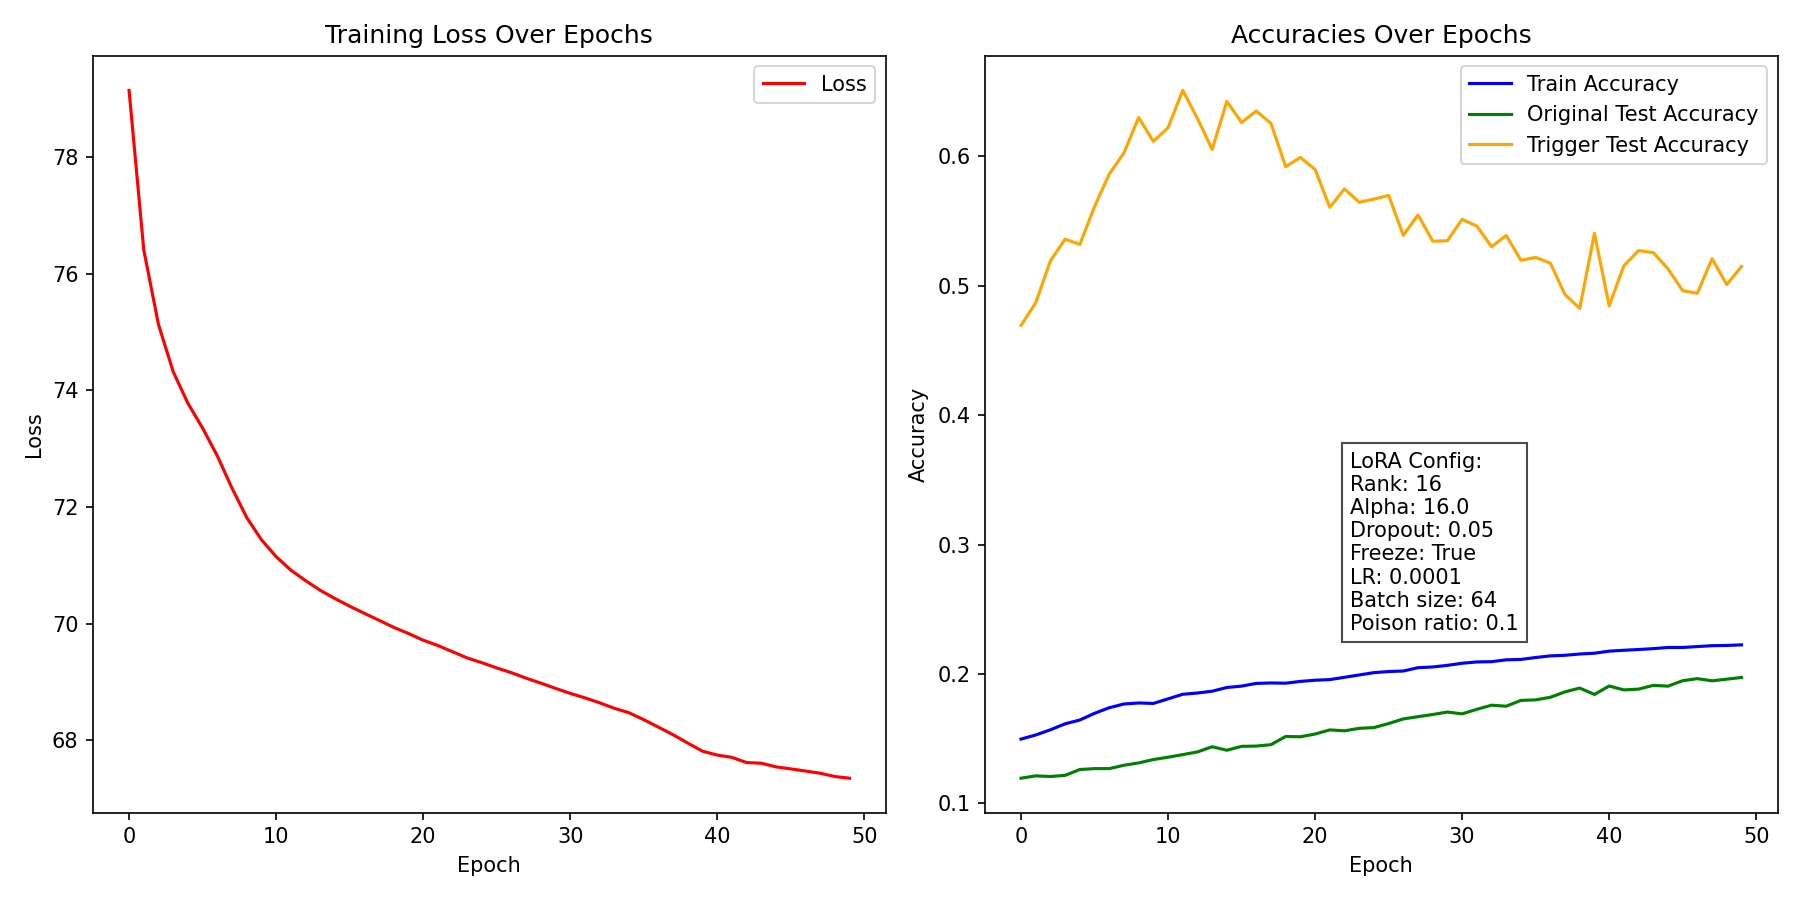 Training Loss Over Epochs
Loss
78
76
74
72
70
68
Loss
0 10 20 30 40 50
Epoch
Accuracies Over Epochs
Train Accuracy
Original Test Accuracy
Trigger Test Accuracy
0.6
0.5
0.4
0.3
0.2
0.1
Accuracy
LoRA Config:
Rank: 16
Alpha: 16.0
Dropout: 0.05
Freeze: True
LR: 0.0001
Batch size: 64
Poison ratio: 0.1
0 10 20 30 40 50
Epoch